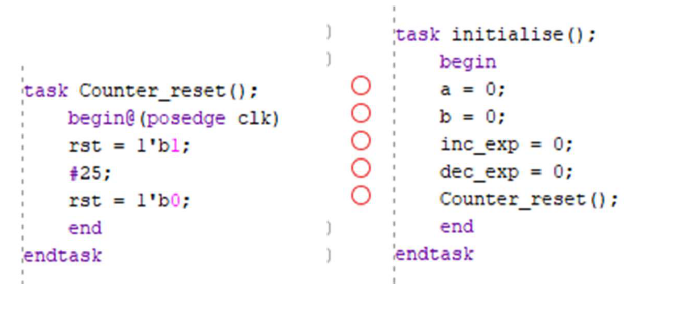 task Counter_reset();
begin@(posedge clk)
rst = 1'b1;
#25;
rst = 1'b0;
end
endtask
task initialise();
begin
a = 0;
b = 0;
inc_exp = 0;
dec_exp = 0;
Counter_reset();
end
endtask